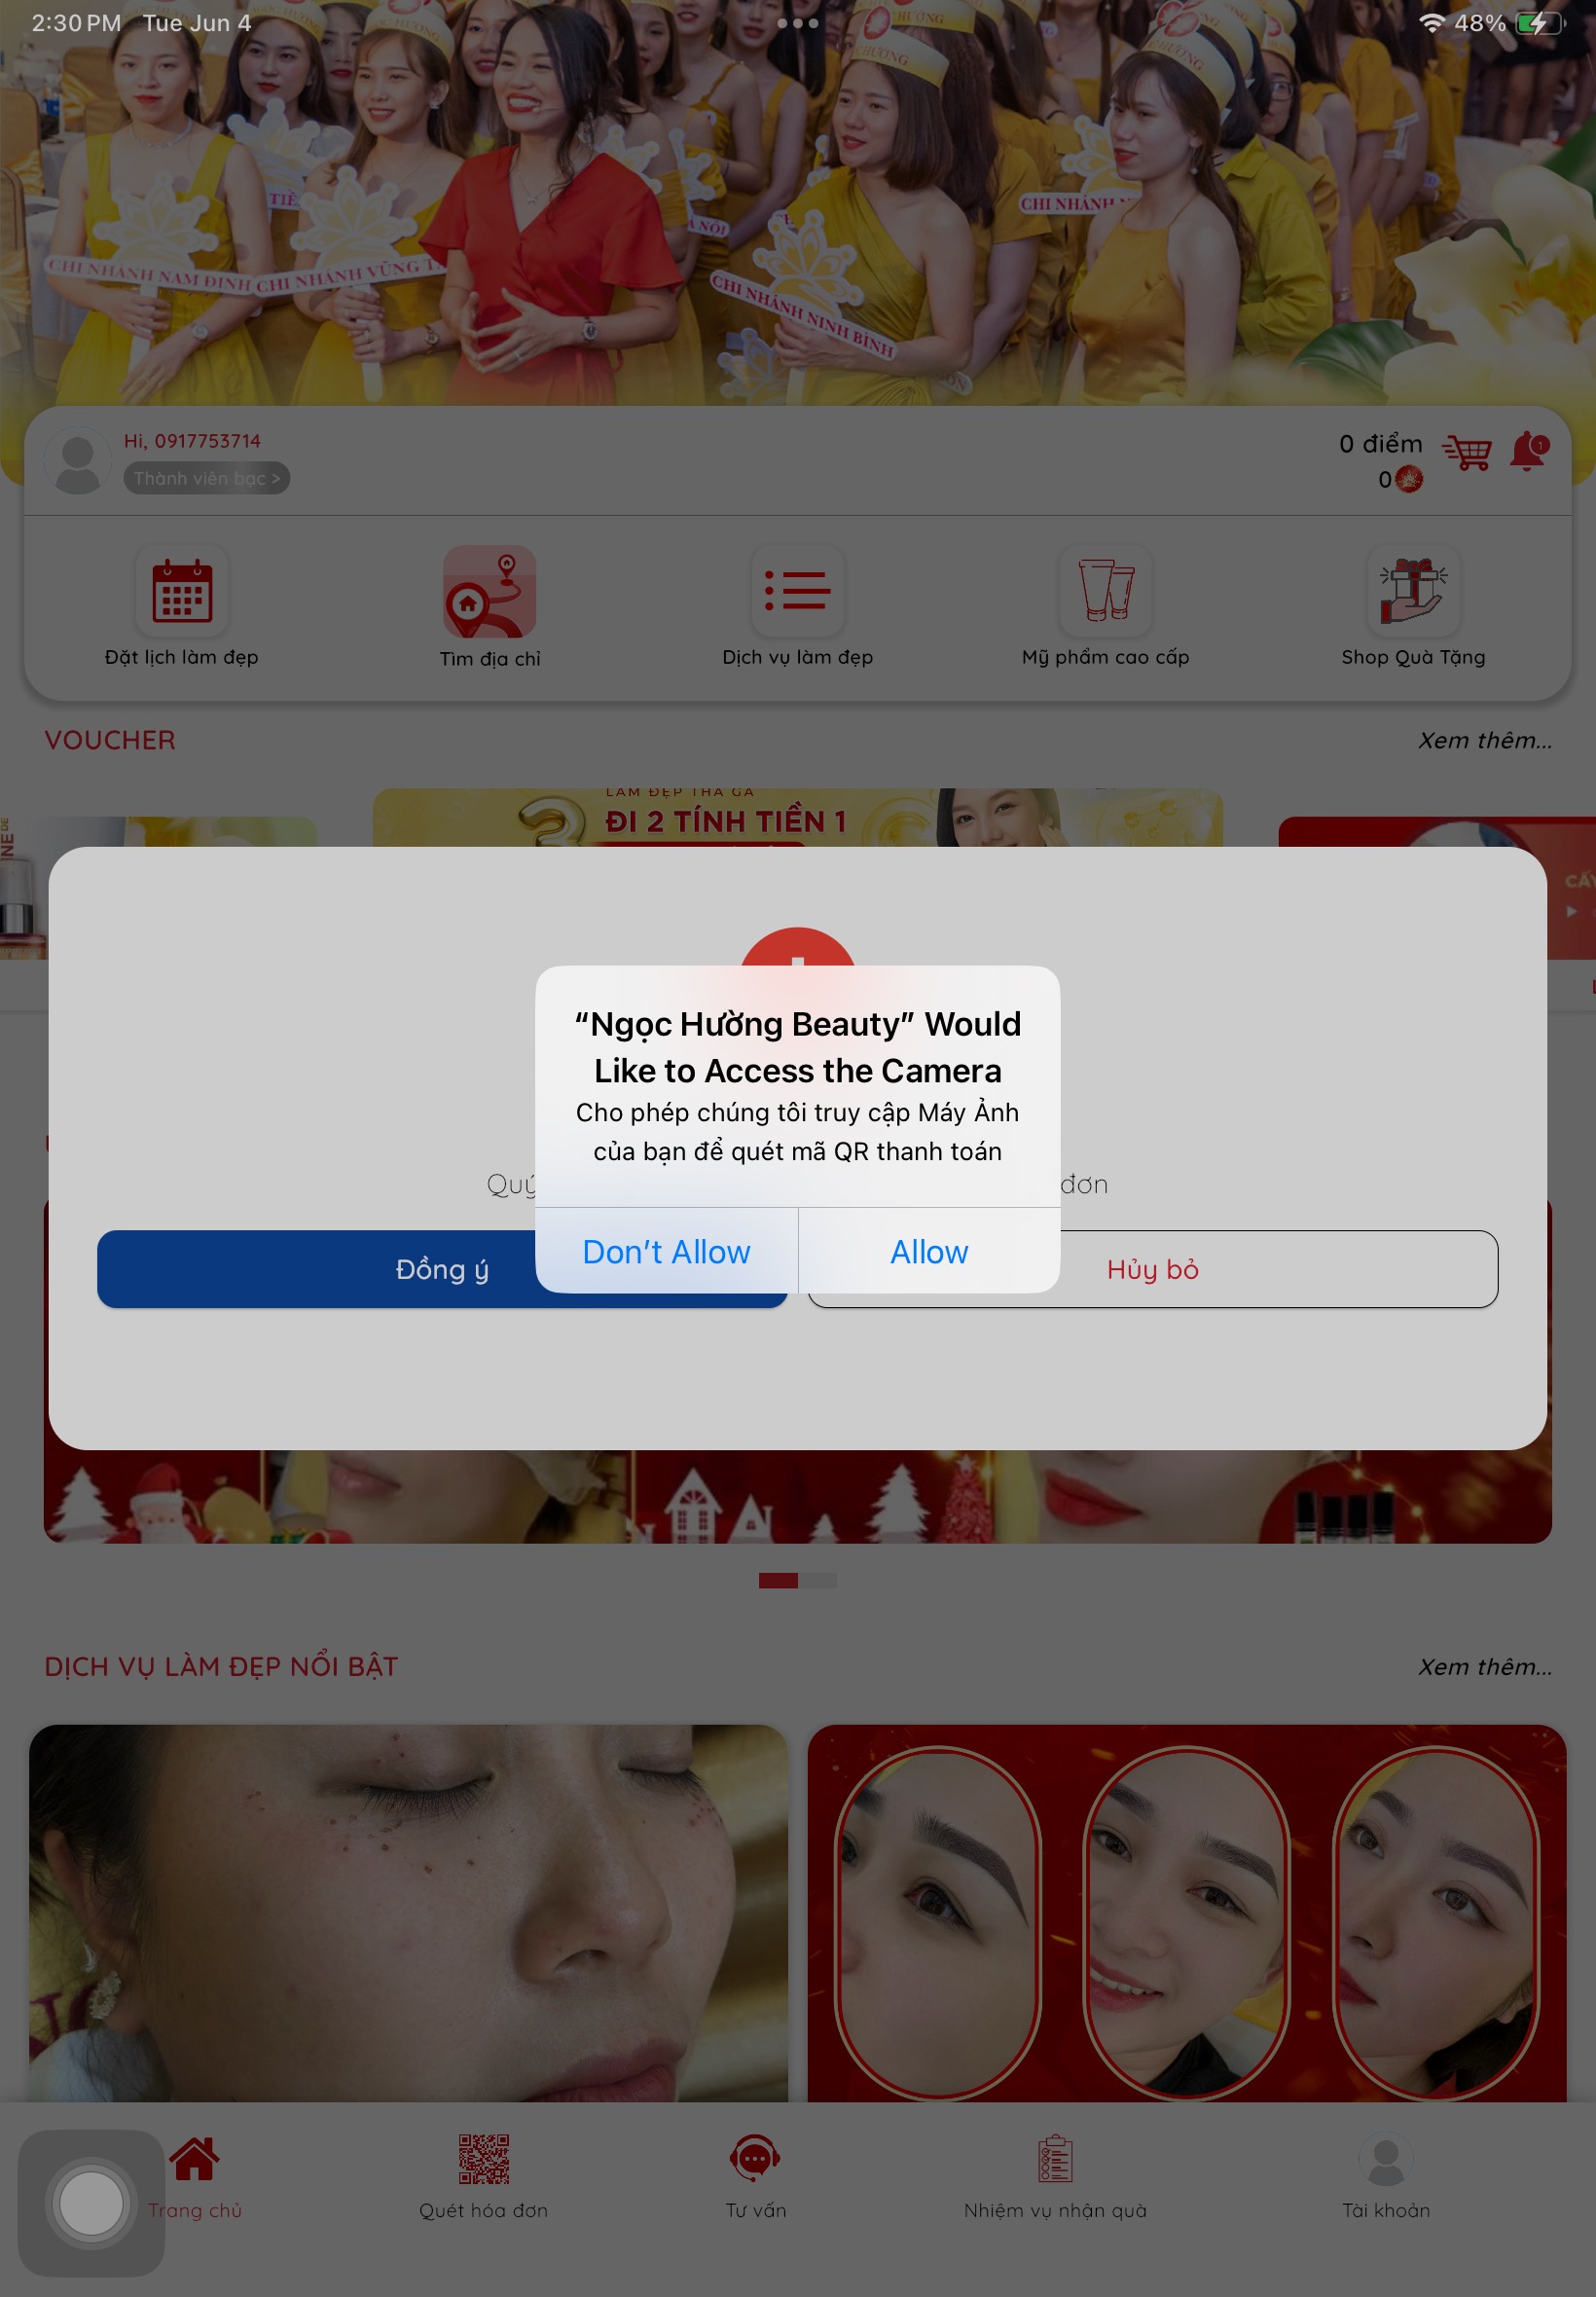 2:30 PM Tue Jun 4
48%
HƯƠNG
CHI NHÁNH NAM ĐỊNH
CHI NHÁNH VŨNG
CHI NHÁNH NINH BÌNH
CHI NHÁNH
Hi, 0917753714
Thành viên bạc >
0 điểm
0
1
Đặt lịch làm đẹp
Tìm địa chỉ
Dịch vụ làm đẹp
Mỹ phẩm cao cấp
Shop Quà Tặng
VOUCHER
Xem thêm...
LÀM ĐẸP THẢ GA
3
ĐI 2 TÍNH TIỀN 1
“Ngọc Hường Beauty” Would
Like to Access the Camera
Cho phép chúng tôi truy cập Máy Ảnh
của bạn để quét mã QR thanh toán
Quý
đơn
Don’t Allow
Allow
Đồng ý
Hủy bỏ
DỊCH VỤ LÀM ĐẸP NỔI BẬT
Xem thêm...
Trang chủ
Quét hóa đơn
Tư vấn
Nhiệm vụ nhận quà
Tài khoản